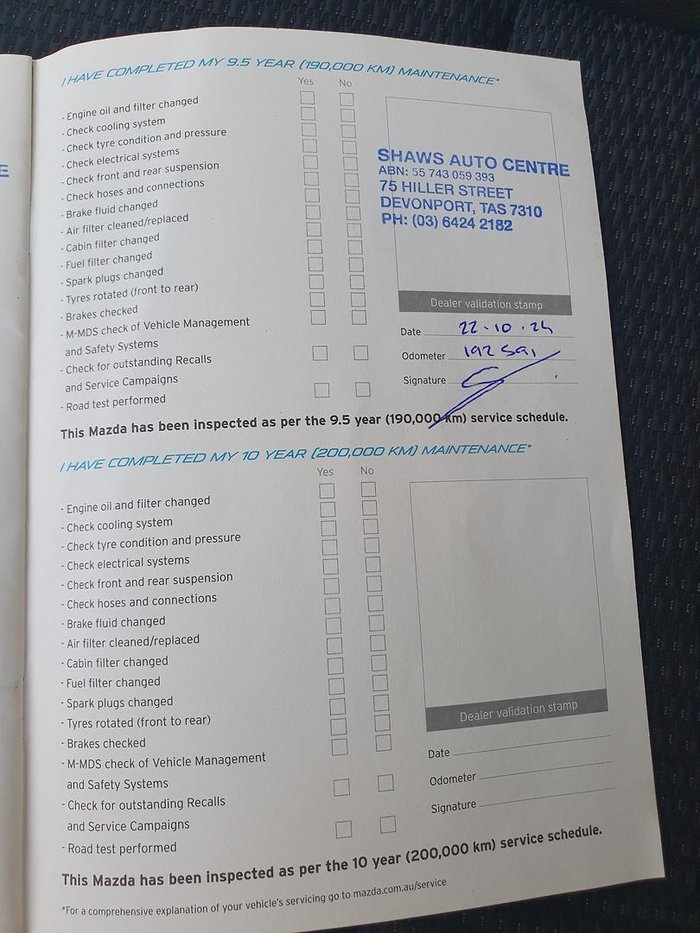 E
I HAVE COMPLETED MY 9.5 YEAR (190,000 KM) MAINTENANCE*
Yes No
- Engine oil and filter changed
- Check cooling system
- Check tyre condition and pressure
- Check electrical systems
- Check front and rear suspension
- Check hoses and connections
- Brake fluid changed
- Air filter cleaned/replaced
- Cabin filter changed
- Fuel filter changed
- Spark plugs changed
- Tyres rotated (front to rear)
- Brakes checked
- M-MDS check of Vehicle Management
and Safety Systems
- Check for outstanding Recalls
and Service Campaigns
- Road test performed
SHAWS AUTO CENTRE
ABN: 55 743 059 393
75 HILLER STREET
DEVONPORT, TAS 7310
PH: (03) 6424 2182
Dealer validation stamp
Date 22.10.24
Odometer 192 591
Signature
This Mazda has been inspected as per the 9.5 year (190,000 km) service schedule.
I HAVE COMPLETED MY 10 YEAR (200,000 KM) MAINTENANCE*
Yes No
- Engine oil and filter changed
- Check cooling system
- Check tyre condition and pressure
- Check electrical systems
- Check front and rear suspension
- Check hoses and connections
- Brake fluid changed
- Air filter cleaned/replaced
- Cabin filter changed
- Fuel filter changed
- Spark plugs changed
- Tyres rotated (front to rear)
- Brakes checked
- M-MDS check of Vehicle Management
and Safety Systems
- Check for outstanding Recalls
and Service Campaigns
- Road test performed
Dealer validation stamp
Date
Odometer
Signature
This Mazda has been inspected as per the 10 year (200,000 km) service schedule.
*For a comprehensive explanation of your vehicle's servicing go to mazda.com.au/service